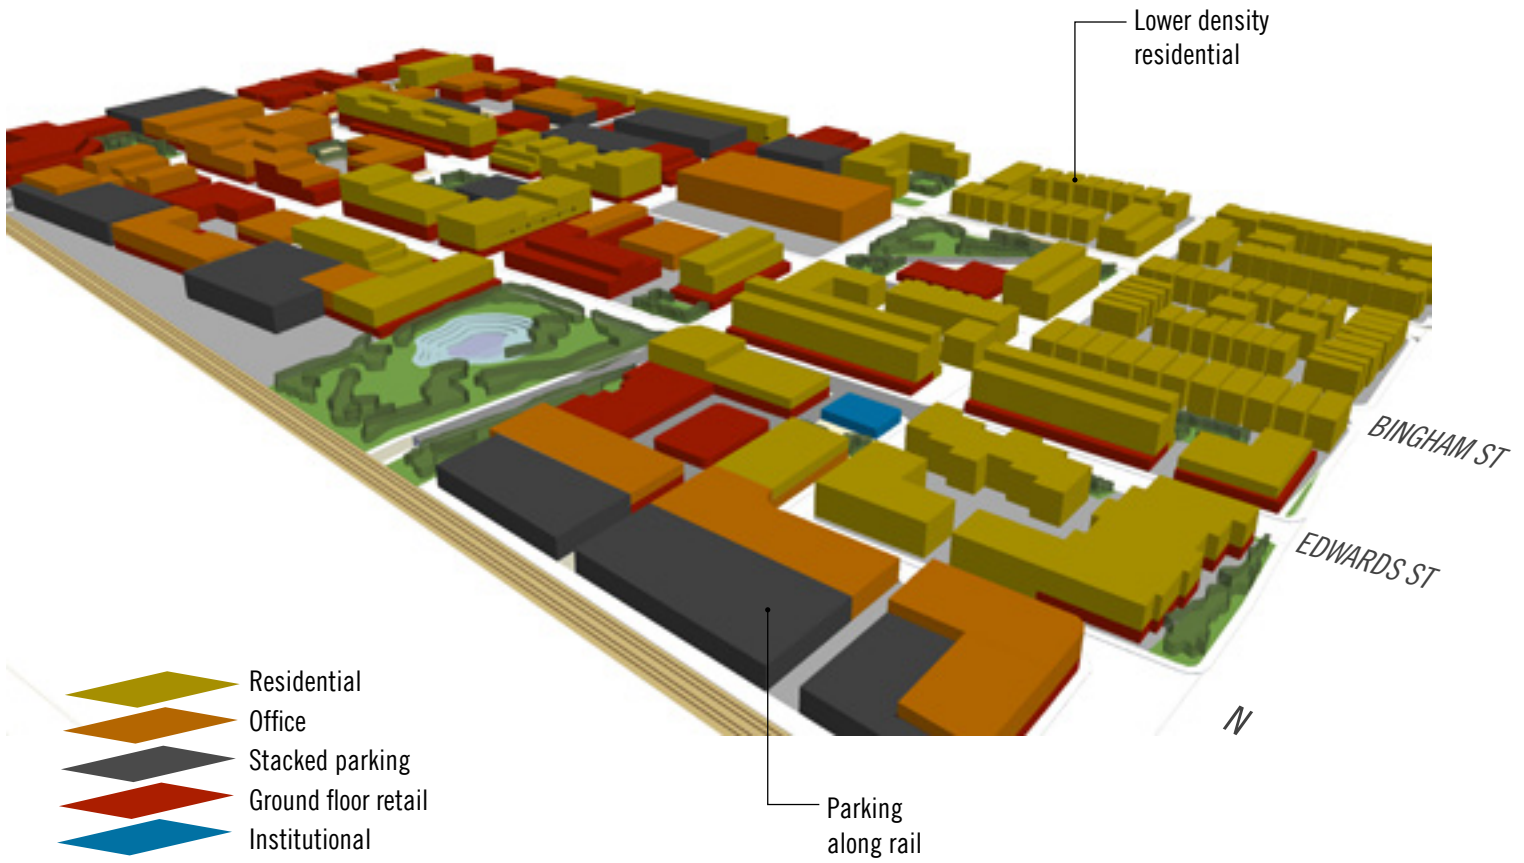 Lower density
residential
BINGHAM ST
EDWARDS ST
N
Residential
Office
Stacked parking
Ground floor retail
Institutional
Parking
along rail